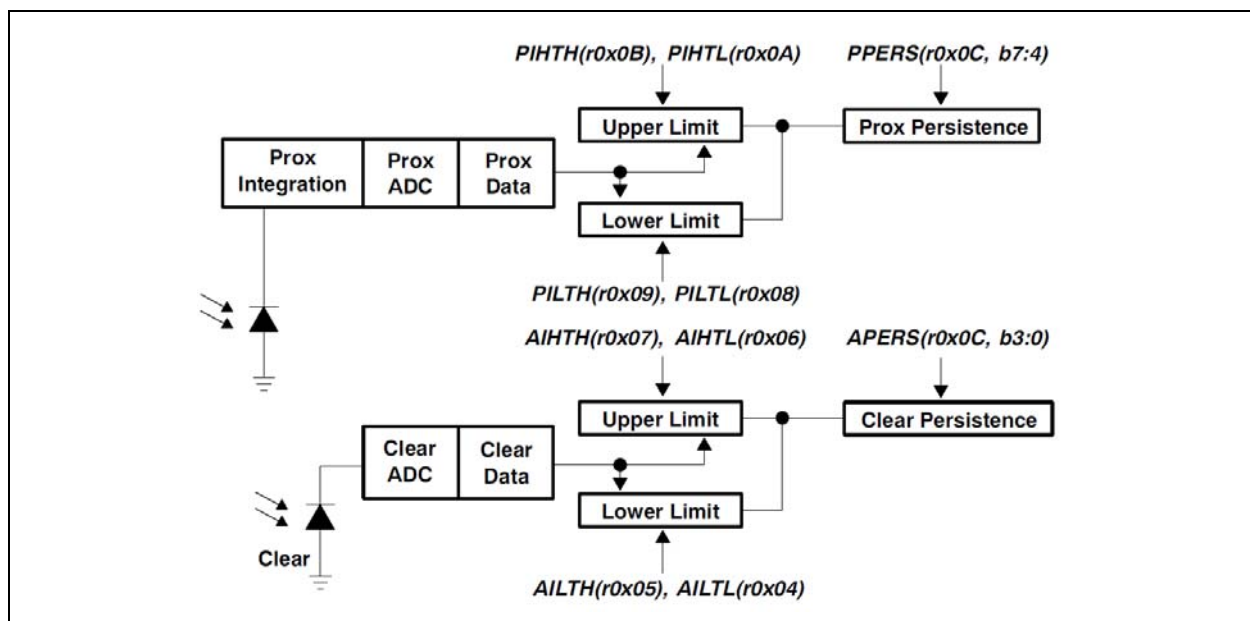 PIHTH(r0x0B), PIHTL(r0x0A)
PPERS(r0x0C, b7:4)
Upper Limit
Prox Persistence
Prox
Integration
Prox
ADC
Prox
Data
Lower Limit
PILTH(r0x09), PILTL(r0x08)
AIHTH(r0x07), AIHTL(r0x06)
APERS(r0x0C, b3:0)
Upper Limit
Clear Persistence
Clear
ADC
Clear
Data
Lower Limit
Clear
AILTH(r0x05), AILTL(r0x04)